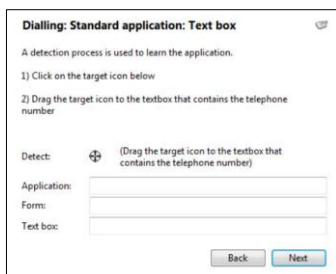 Dialling: Standard application: Text box
A detection process is used to learn the application.
1) Click on the target icon below
2) Drag the target icon to the textbox that contains the telephone
number
Detect:
(Drag the target icon to the textbox that
contains the telephone number)
Application:
Form:
Text box:
Back Next